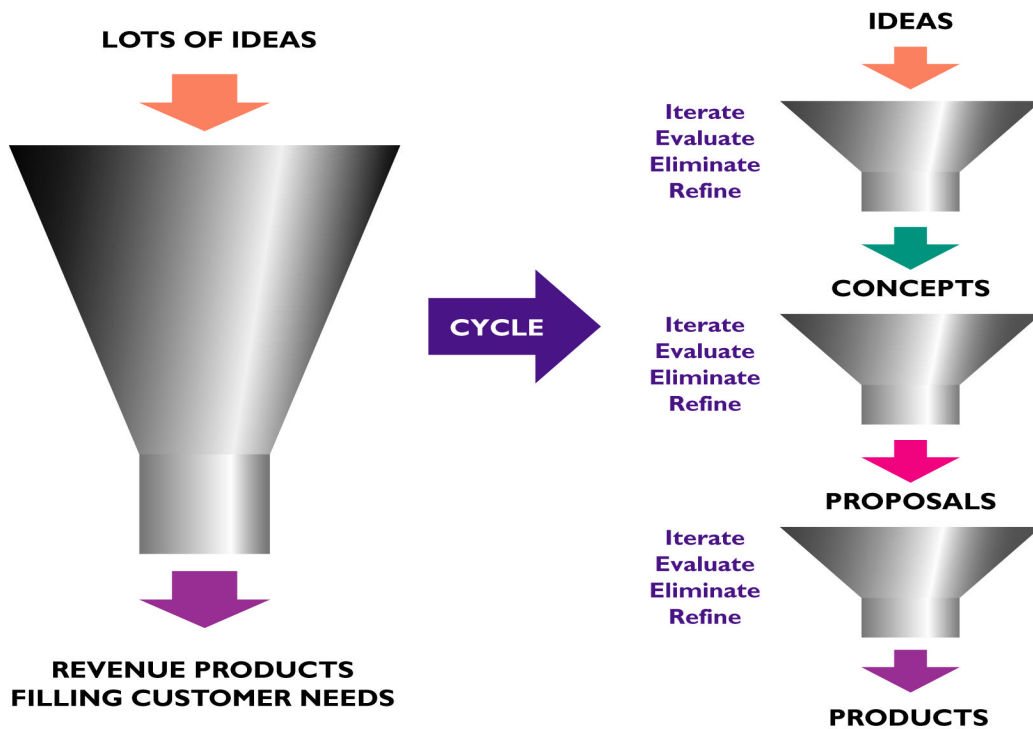 LOTS OF IDEAS
REVENUE PRODUCTS
FILLING CUSTOMER NEEDS
CYCLE
IDEAS
Iterate
Evaluate
Eliminate
Refine
CONCEPTS
Iterate
Evaluate
Eliminate
Refine
PROPOSALS
Iterate
Evaluate
Eliminate
Refine
PRODUCTS